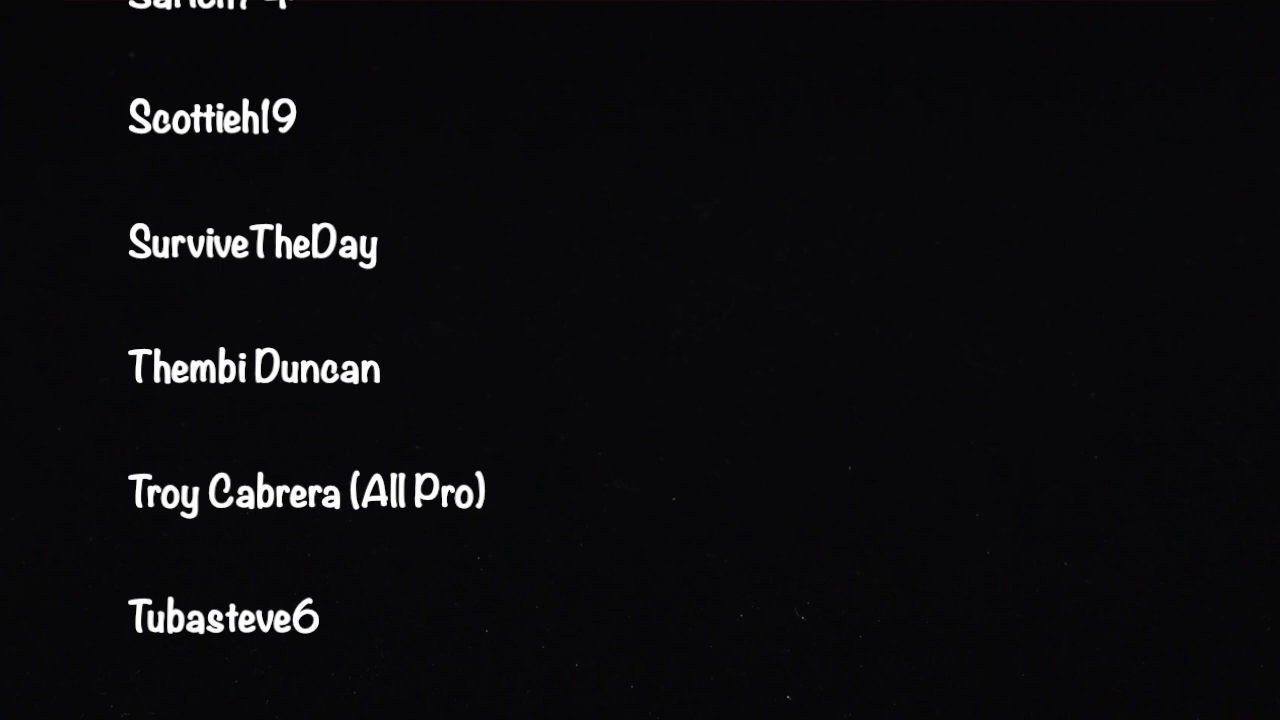 Scottieh19
SurviveTheDay
Thembi Duncan
Troy Cabrera (All Pro)
Tubasteve6